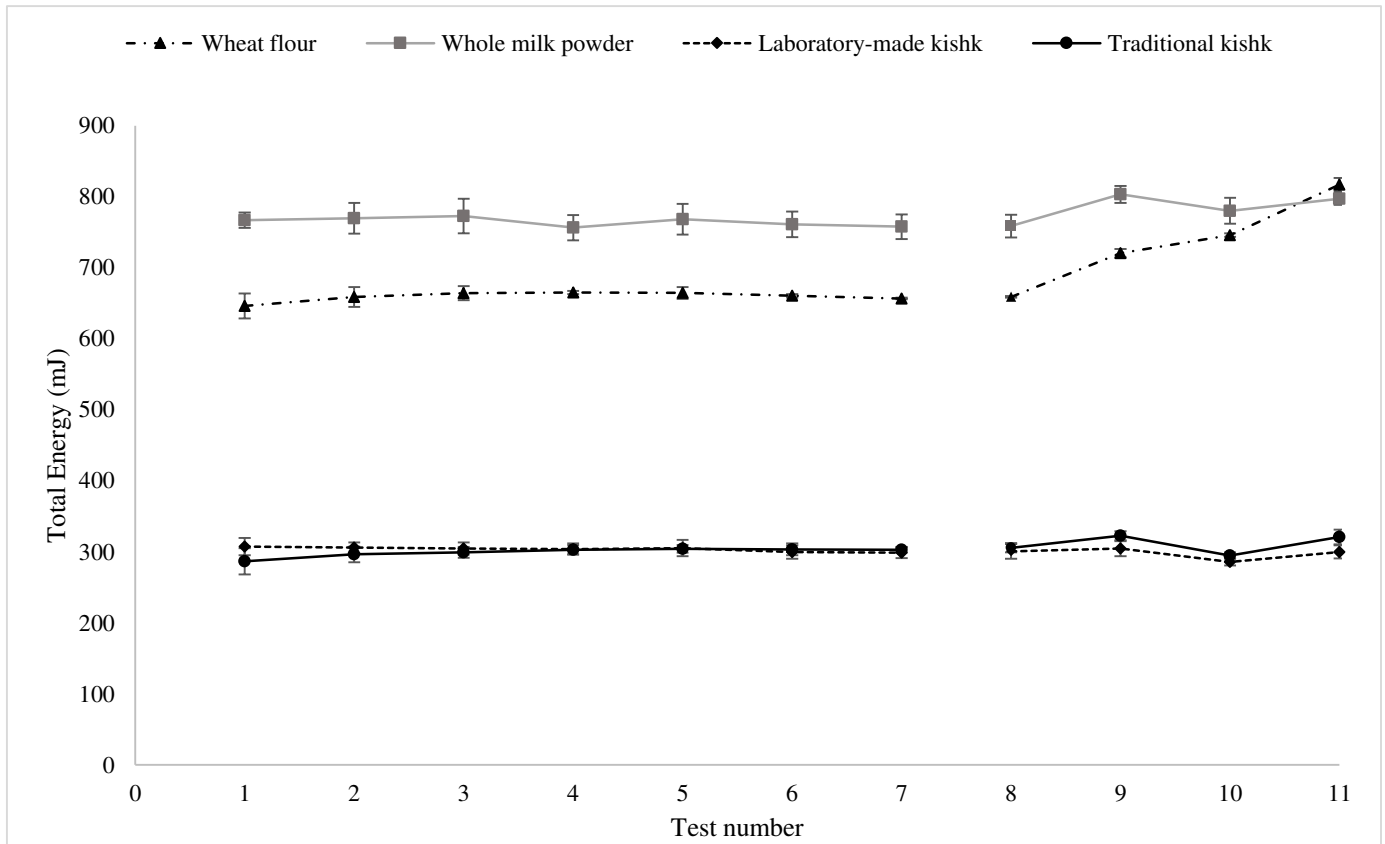 Wheat flour Whole milk powder Laboratory-made kishk Traditional kishk
900
800
700
600
500
400
300
200
100
0
Total Energy (mJ)
0 1 2 3 4 5 6 7 8 9 10 11
Test number